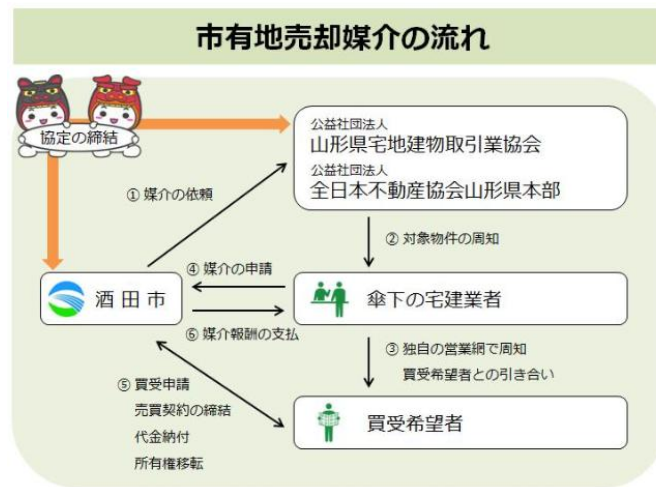 市有地売却媒介の流れ
協定の締結
公益社団法人
山形県宅地建物取引業協会
公益社団法人
全日本不動産協会山形県本部
① 媒介の依頼
② 対象物件の周知
④ 媒介の申請
酒田市
傘下の宅建業者
⑥ 媒介報酬の支払
③ 独自の営業網で周知
買受希望者との引き合い
⑤ 買受申請
売買契約の締結
代金納付
所有権移転
買受希望者